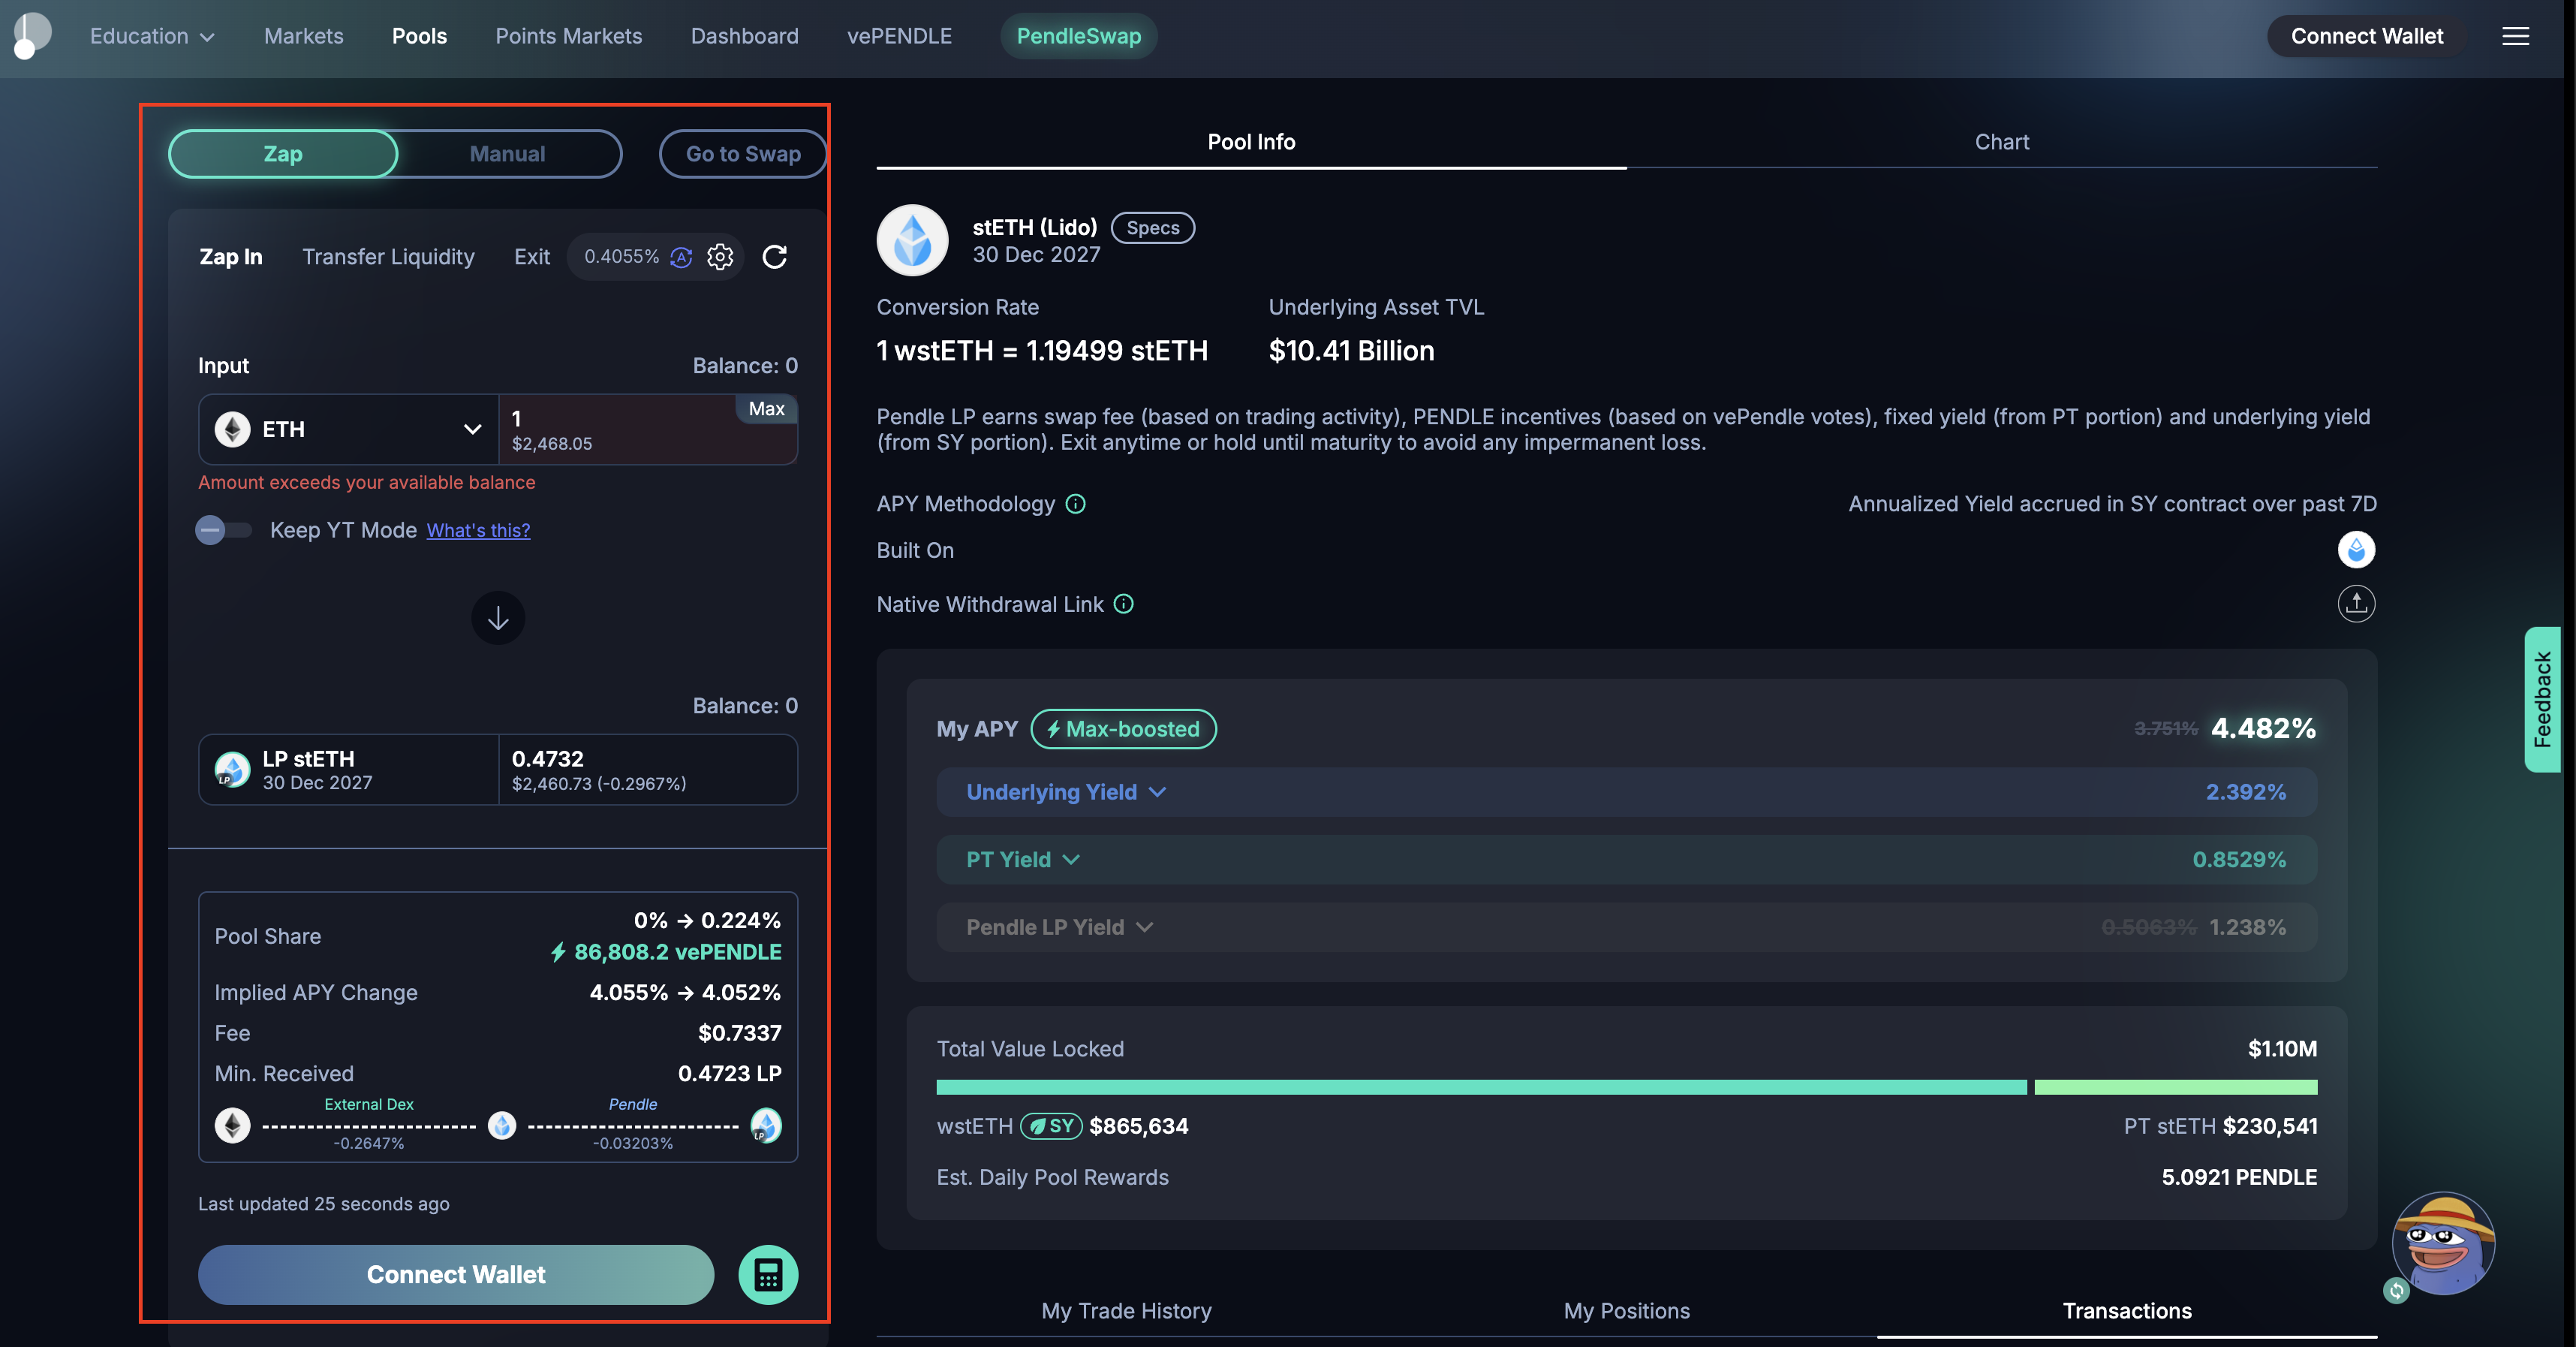 Education Markets Pools Points Markets Dashboard vePENDLE PendleSwap Connect Wallet
Zap Manual Go to Swap
Zap In Transfer Liquidity Exit 0.4055% A
Input Balance: 0
ETH 1 Max
$2,468.05
Amount exceeds your available balance
Keep YT Mode What's this?
Balance: 0
LP stETH 0.4732
LP 30 Dec 2027 $2,460.73 (-0.2967%)
Pool Share 0% → 0.224%
86,808.2 vePENDLE
Implied APY Change 4.055% → 4.052%
Fee $0.7337
Min. Received 0.4723 LP
External Dex Pendle
LP
-0.2647% -0.03203%
Last updated 25 seconds ago
Connect Wallet
Pool Info Chart
stETH (Lido) Specs
30 Dec 2027
Conversion Rate Underlying Asset TVL
1 wstETH = 1.19499 stETH $10.41 Billion
Pendle LP earns swap fee (based on trading activity), PENDLE incentives (based on vePendle votes), fixed yield (from PT portion) and underlying yield
(from SY portion). Exit anytime or hold until maturity to avoid any impermanent loss.
APY Methodology Annualized Yield accrued in SY contract over past 7D
Built On
Native Withdrawal Link
My APY Max-boosted 3.751% 4.482%
Underlying Yield 2.392%
PT Yield 0.8529%
Pendle LP Yield 0.5063% 1.238%
Total Value Locked $1.10M
wstETH SY $865,634 PT stETH $230,541
Est. Daily Pool Rewards 5.0921 PENDLE
My Trade History My Positions Transactions
Feedback